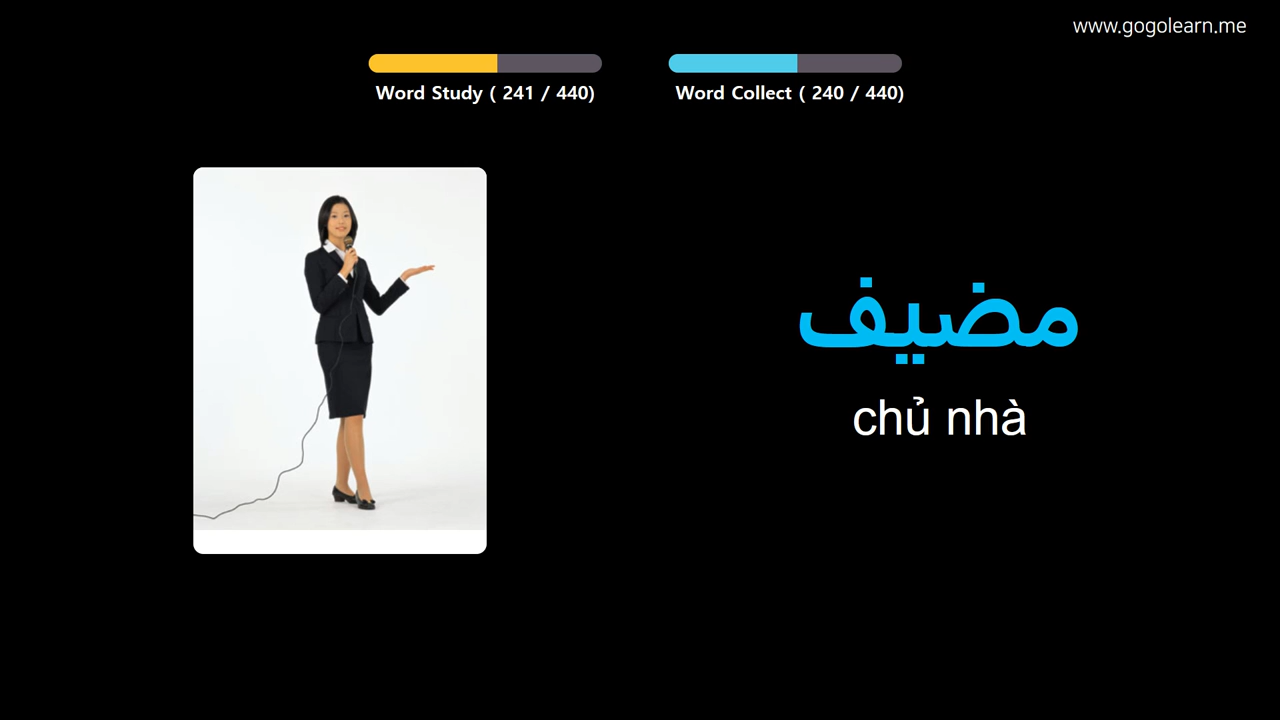 www.gogolearn.me
Word Study ( 241 / 440)
Word Collect ( 240 / 440)
مضيف
chủ nhà